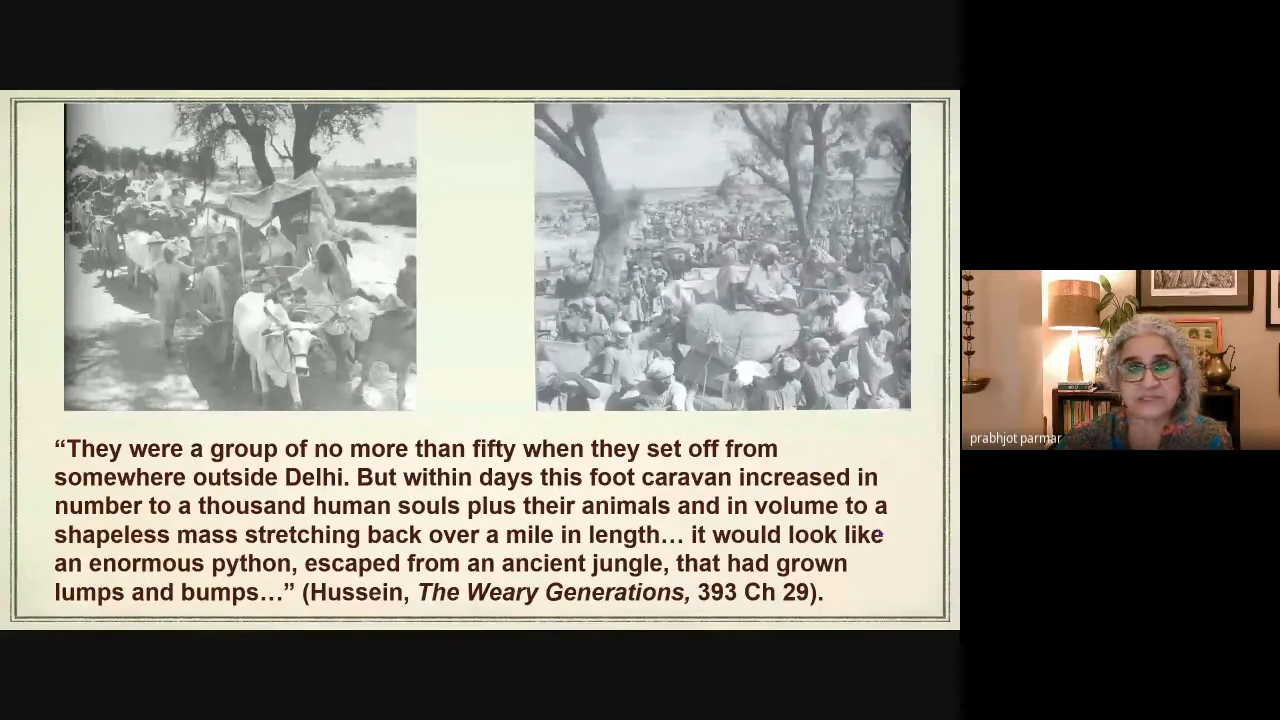 “They were a group of no more than fifty when they set off from
somewhere outside Delhi. But within days this foot caravan increased in
number to a thousand human souls plus their animals and in volume to a
shapeless mass stretching back over a mile in length… it would look like
an enormous python, escaped from an ancient jungle, that had grown
lumps and bumps…” (Hussein, The Weary Generations, 393 Ch 29).
prabhjot parmar